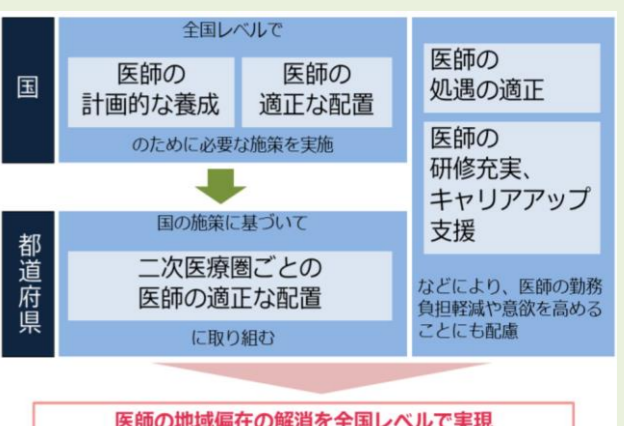 国
全国レベルで
医師の
計画的な養成
医師の
適正な配置
のために必要な施策を実施
都道府県
国の施策に基づいて
二次医療圏ごとの
医師の適正な配置
に取り組む
医師の
処遇の適正
医師の
研修充実、
キャリアアップ
支援
などにより、医師の勤務
負担軽減や意欲を高める
ことにも配慮
医師の地域偏在の解消を全国レベルで実現